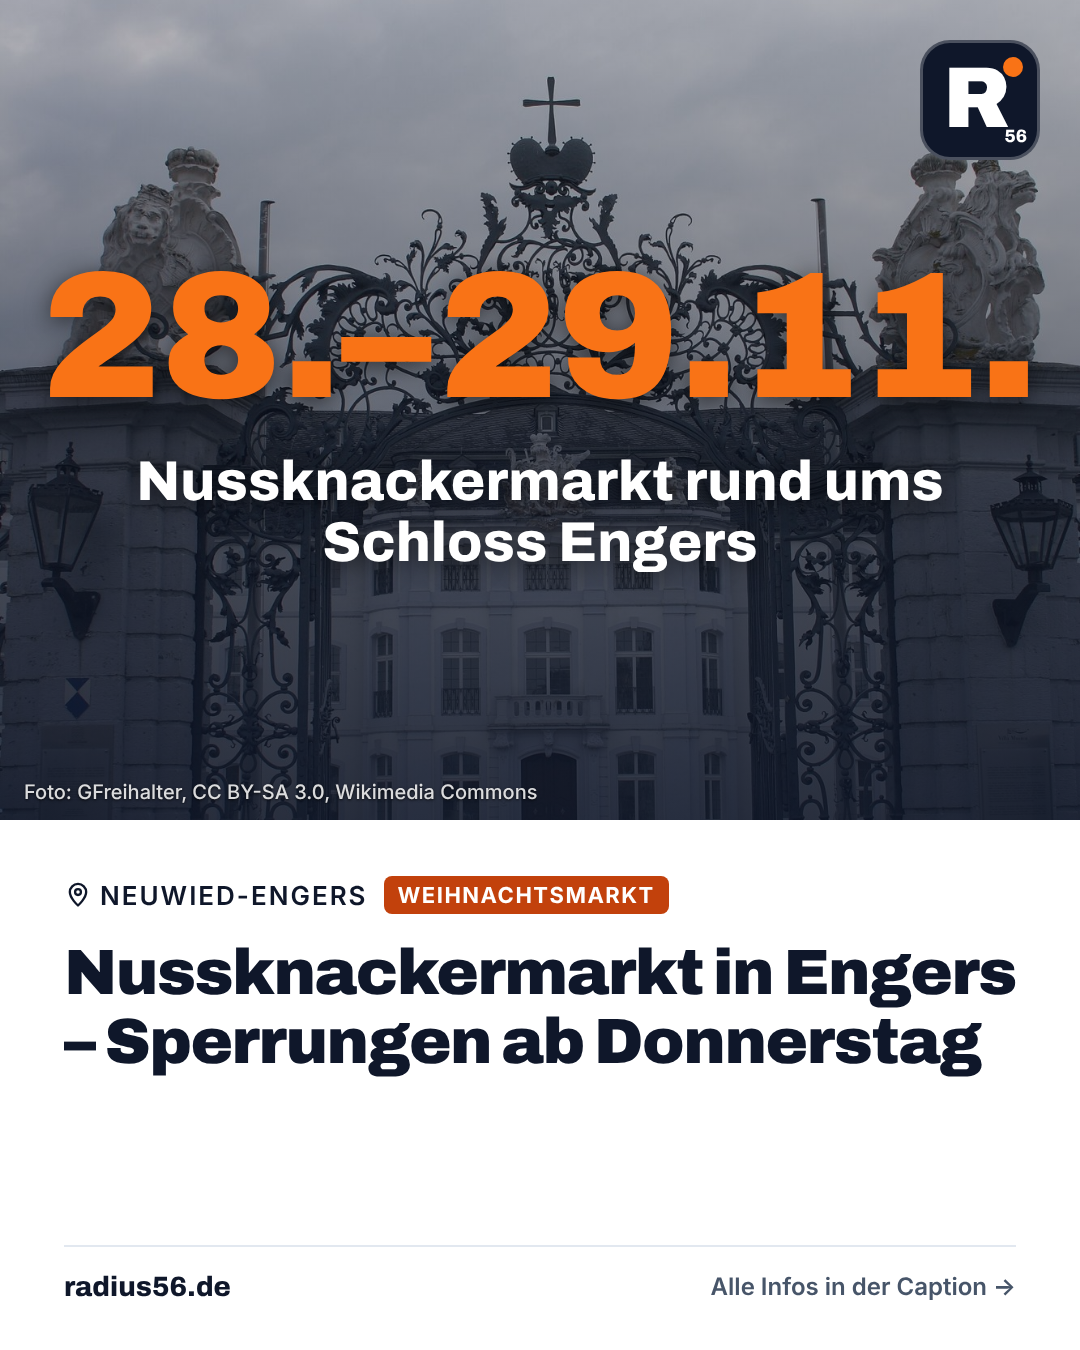 R
56
28.–29.11.
Nussknackermarkt rund ums
Schloss Engers
Foto: GFreihalter, CC BY-SA 3.0, Wikimedia Commons
NEUWIED-ENGERS WEIHNACHTSMARKT
Nussknackermarkt in Engers
– Sperrungen ab Donnerstag
radius56.de
Alle Infos in der Caption →